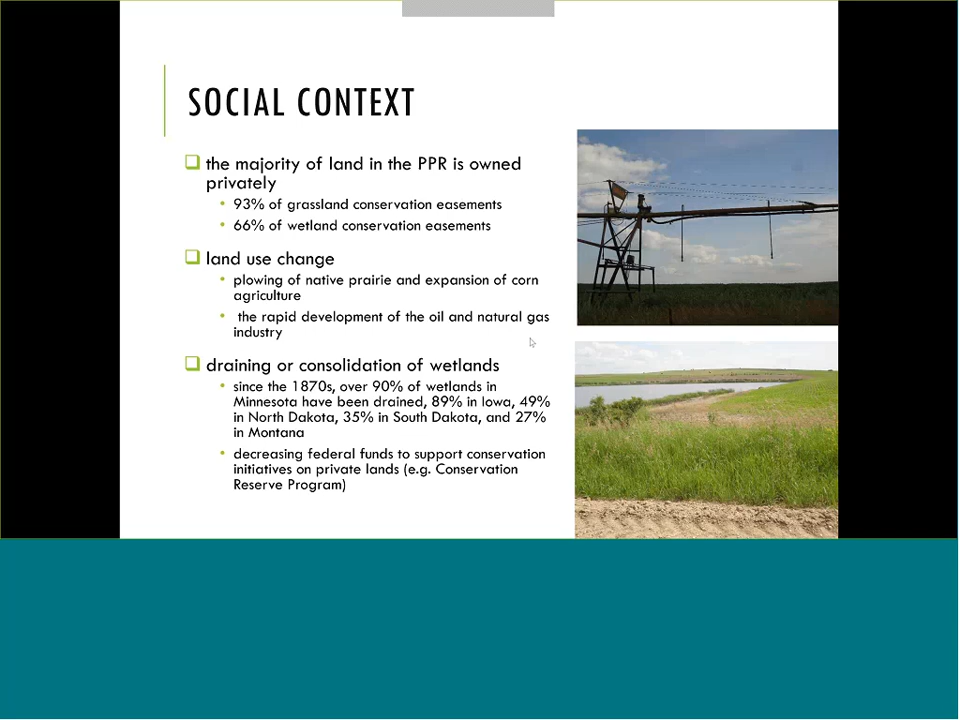 SOCIAL CONTEXT
the majority of land in the PPR is owned
privately
93% of grassland conservation easements
66% of wetland conservation easements
land use change
plowing of native prairie and expansion of corn
agriculture
the rapid development of the oil and natural gas
industry
draining or consolidation of wetlands
since the 1870s, over 90% of wetlands in
Minnesota have been drained, 89% in Iowa, 49%
in North Dakota, 35% in South Dakota, and 27%
in Montana
decreasing federal funds to support conservation
initiatives on private lands (e.g. Conservation
Reserve Program)